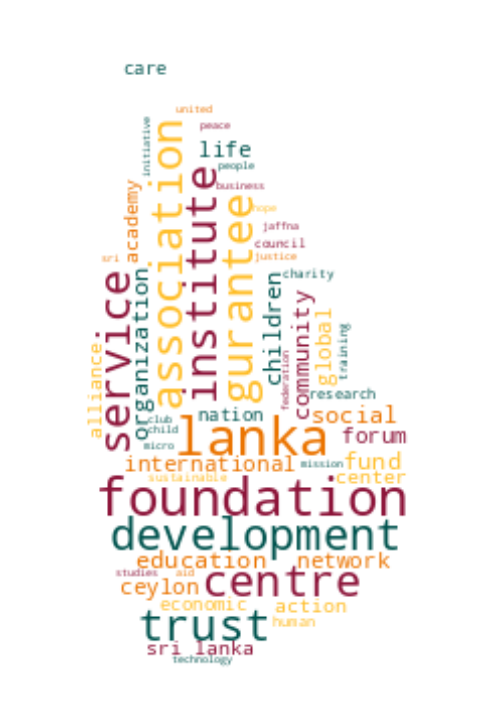 care
united
peace
initiative
association
life
people
institute
business
academy
gurantee
hope
jaffna
council
justice
sri
service
organization
children
charity
community
global
training
federation
alliance
research
nation
social
club
child
lanka
forum
micro
international
mission
fund
sustainable
center
foundation
development
education
network
studies
aid
centre
ceylon
economic
action
trust
human
sri lanka
technology